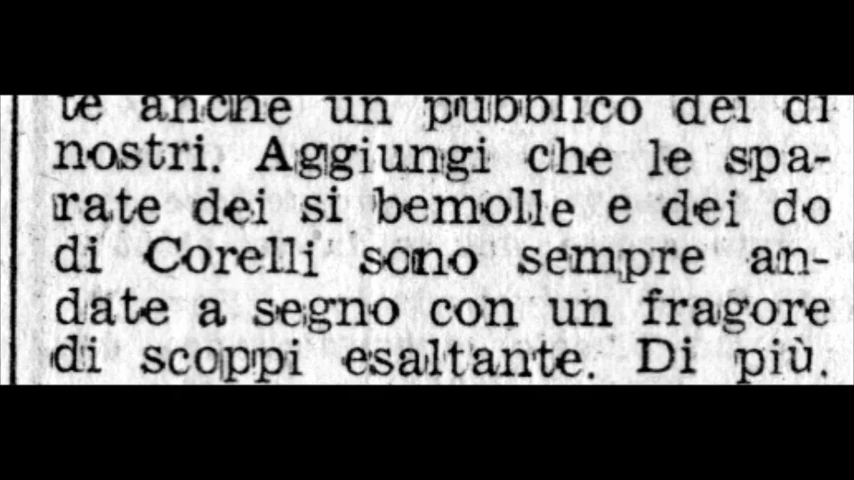 te anche un pubblico dei di
nostri. Aggiungi che le spa-
rate dei si bemolle e dei do
di Corelli sono sempre an-
date a segno con un fragore
di scoppi esaltante. Di più.